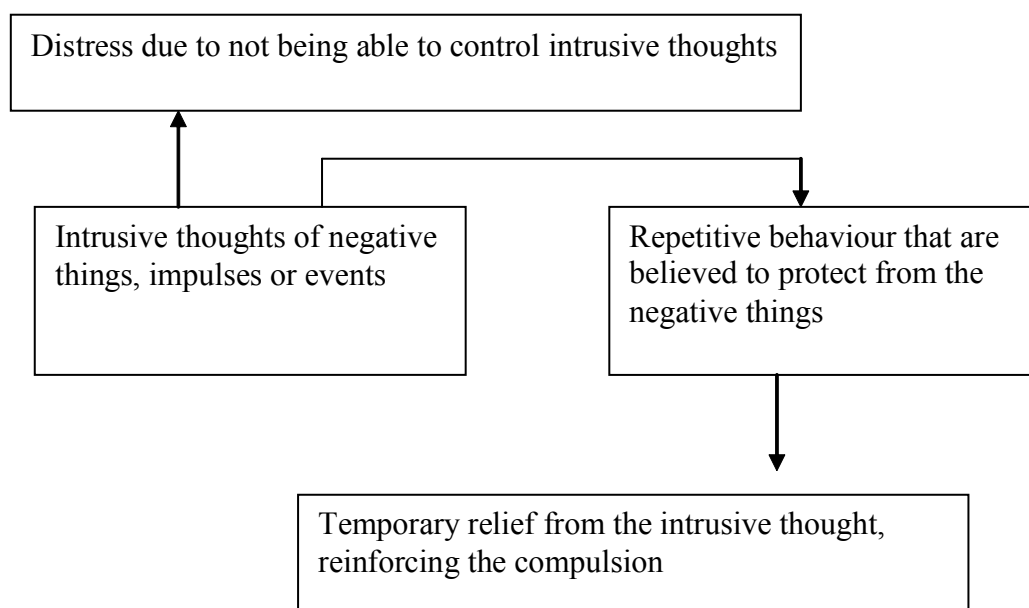 Distress due to not being able to control intrusive thoughts
Intrusive thoughts of negative
things, impulses or events
Repetitive behaviour that are
believed to protect from the
negative things
Temporary relief from the intrusive thought,
reinforcing the compulsion